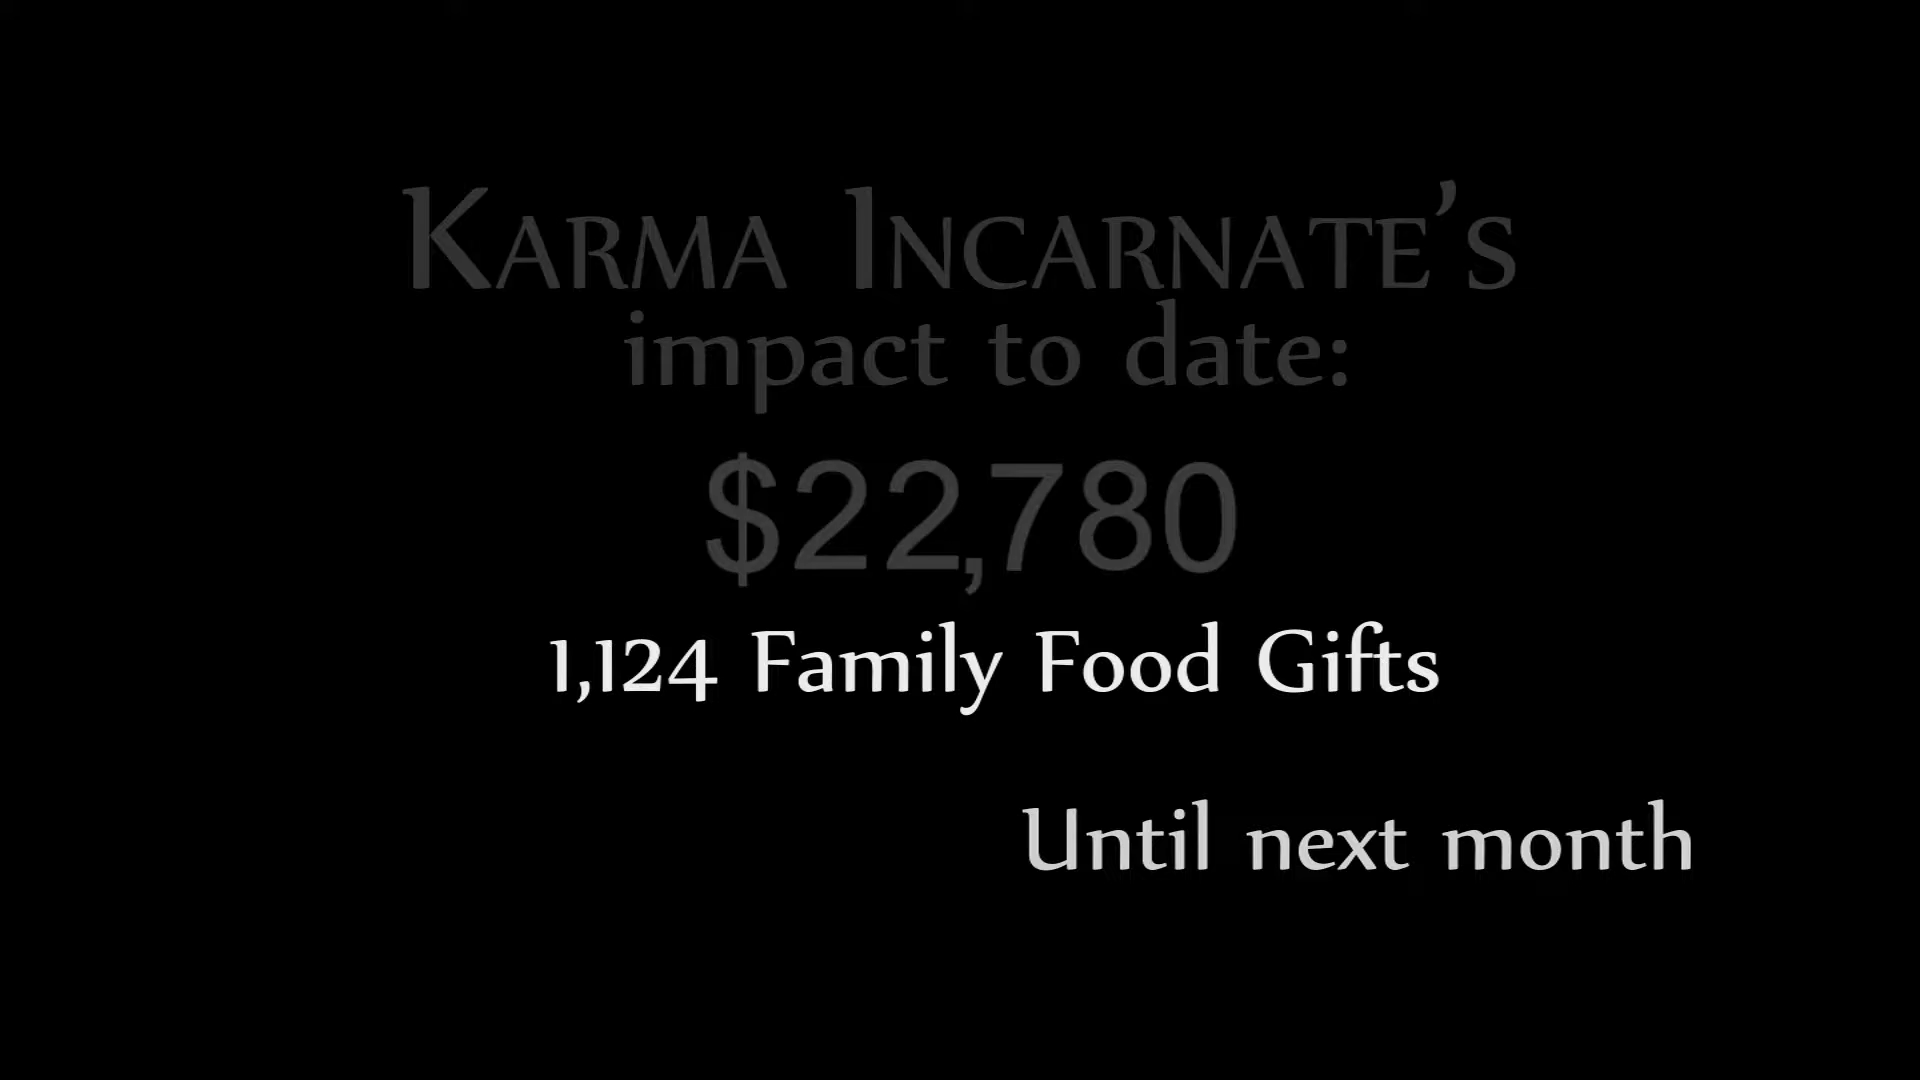 Karma Incarnate’s
impact to date:
$22,780
1,124 Family Food Gifts
Until next month